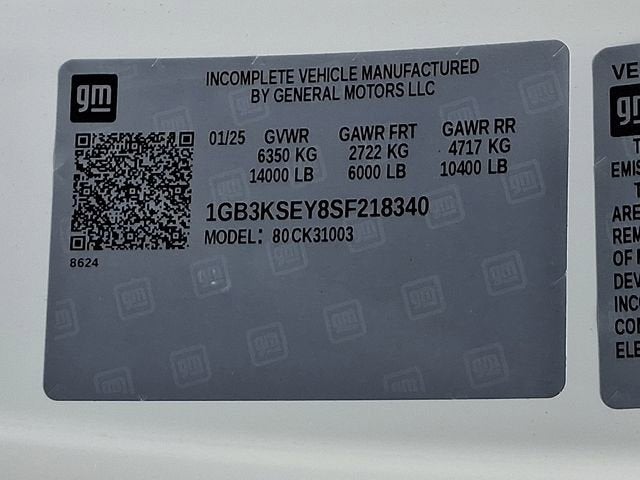 gm
INCOMPLETE VEHICLE MANUFACTURED
BY GENERAL MOTORS LLC
01/25 GVWR GAWR FRT GAWR RR
6350 KG 2722 KG 4717 KG
14000 LB 6000 LB 10400 LB
1GB3KSEY8SF218340
MODEL: 80CK31003
8624
VE
gm
T
EMIS
T
ARE
REM
OF
DEV
INC
CO
ELE